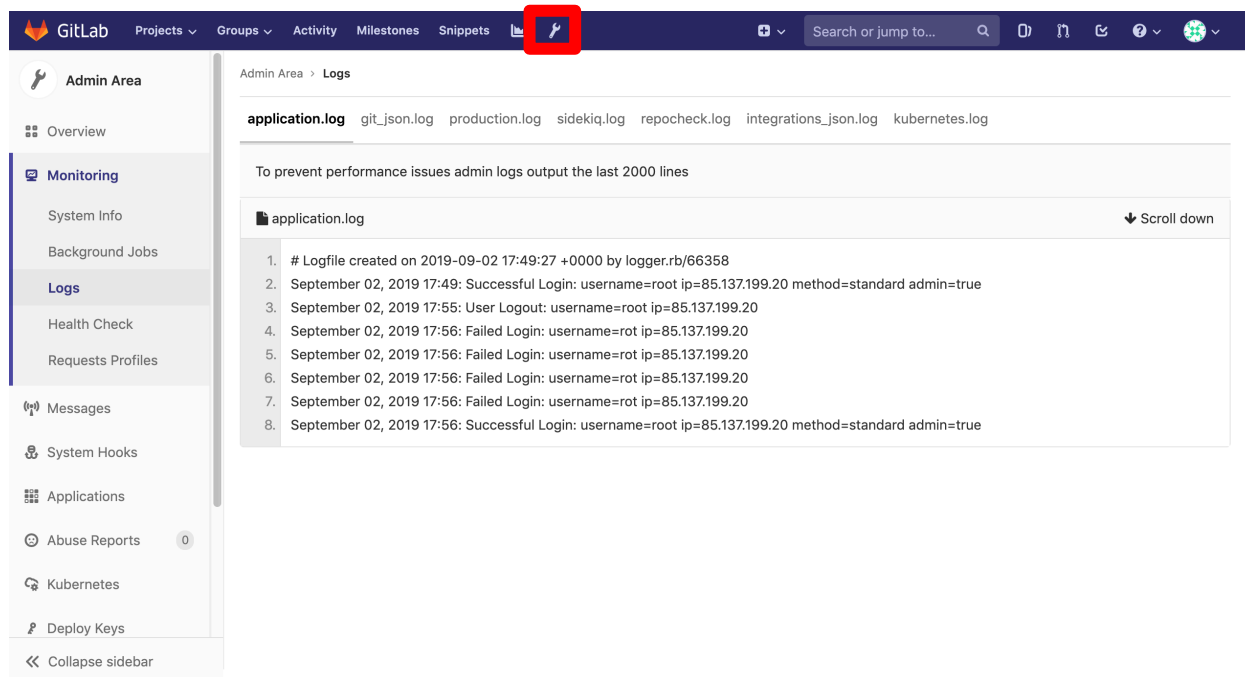 GitLab Projects Groups Activity Milestones Snippets Search or jump to...
Admin Area
Overview
Monitoring
System Info
Background Jobs
Logs
Health Check
Requests Profiles
Messages
System Hooks
Applications
Abuse Reports 0
Kubernetes
Deploy Keys
Collapse sidebar
Admin Area > Logs
application.log git_json.log production.log sidekiq.log repocheck.log integrations_json.log kubernetes.log
To prevent performance issues admin logs output the last 2000 lines
application.log Scroll down
1. # Logfile created on 2019-09-02 17:49:27 +0000 by logger.rb/66358
2. September 02, 2019 17:49: Successful Login: username=root ip=85.137.199.20 method=standard admin=true
3. September 02, 2019 17:55: User Logout: username=root ip=85.137.199.20
4. September 02, 2019 17:56: Failed Login: username=rot ip=85.137.199.20
5. September 02, 2019 17:56: Failed Login: username=rot ip=85.137.199.20
6. September 02, 2019 17:56: Failed Login: username=rot ip=85.137.199.20
7. September 02, 2019 17:56: Failed Login: username=rot ip=85.137.199.20
8. September 02, 2019 17:56: Successful Login: username=root ip=85.137.199.20 method=standard admin=true